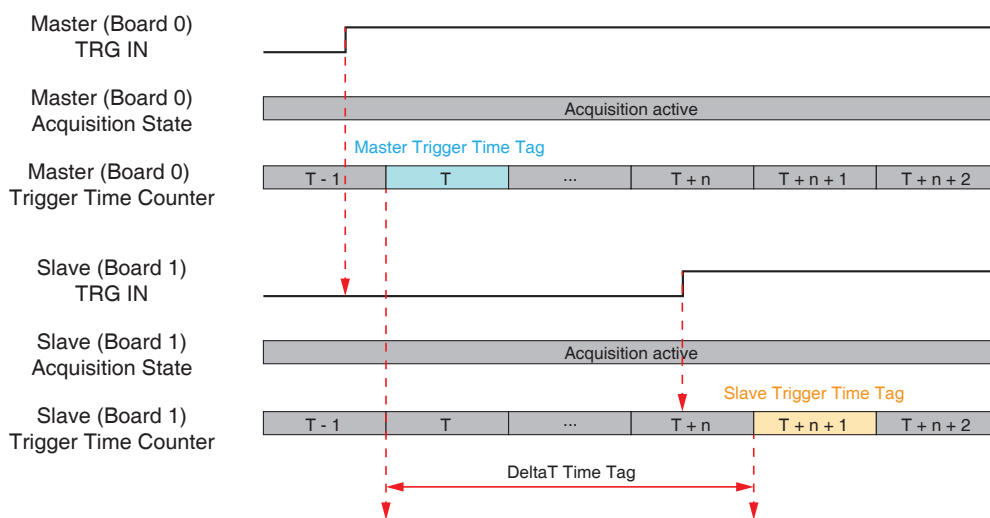 Master (Board 0)
TRG IN
Master (Board 0)
Acquisition State
Acquisition active
Master Trigger Time Tag
Master (Board 0)
Trigger Time Counter
T - 1 T ... T + n T + n + 1 T + n + 2
Slave (Board 1)
TRG IN
Slave (Board 1)
Acquisition State
Acquisition active
Slave Trigger Time Tag
Slave (Board 1)
Trigger Time Counter
T - 1 T ... T + n T + n + 1 T + n + 2
DeltaT Time Tag